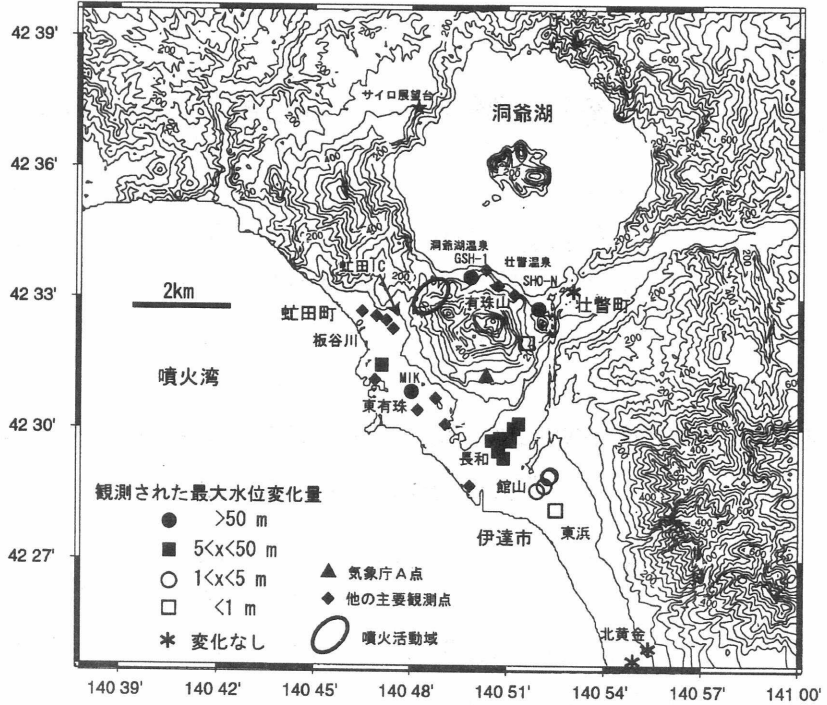 42 39'
42 36'
42 33'
42 30'
42 27'
サイロ展望台
洞爺湖
洞爺湖温泉
GSH-1
壮瞥温泉
SHO-N
虻田TC
2km
虻田町
有珠山
壮瞥町
板谷川
噴火湾
MIK
東有珠
長和
館山
東浜
伊達市
北黄金
観測された最大水位変化量
>50 m
5<x<50 m
1<x<5 m
<1 m
変化なし
気象庁A点
他の主要観測点
噴火活動域
140 39' 140 42' 140 45' 140 48' 140 51' 140 54' 140 57' 141 00'